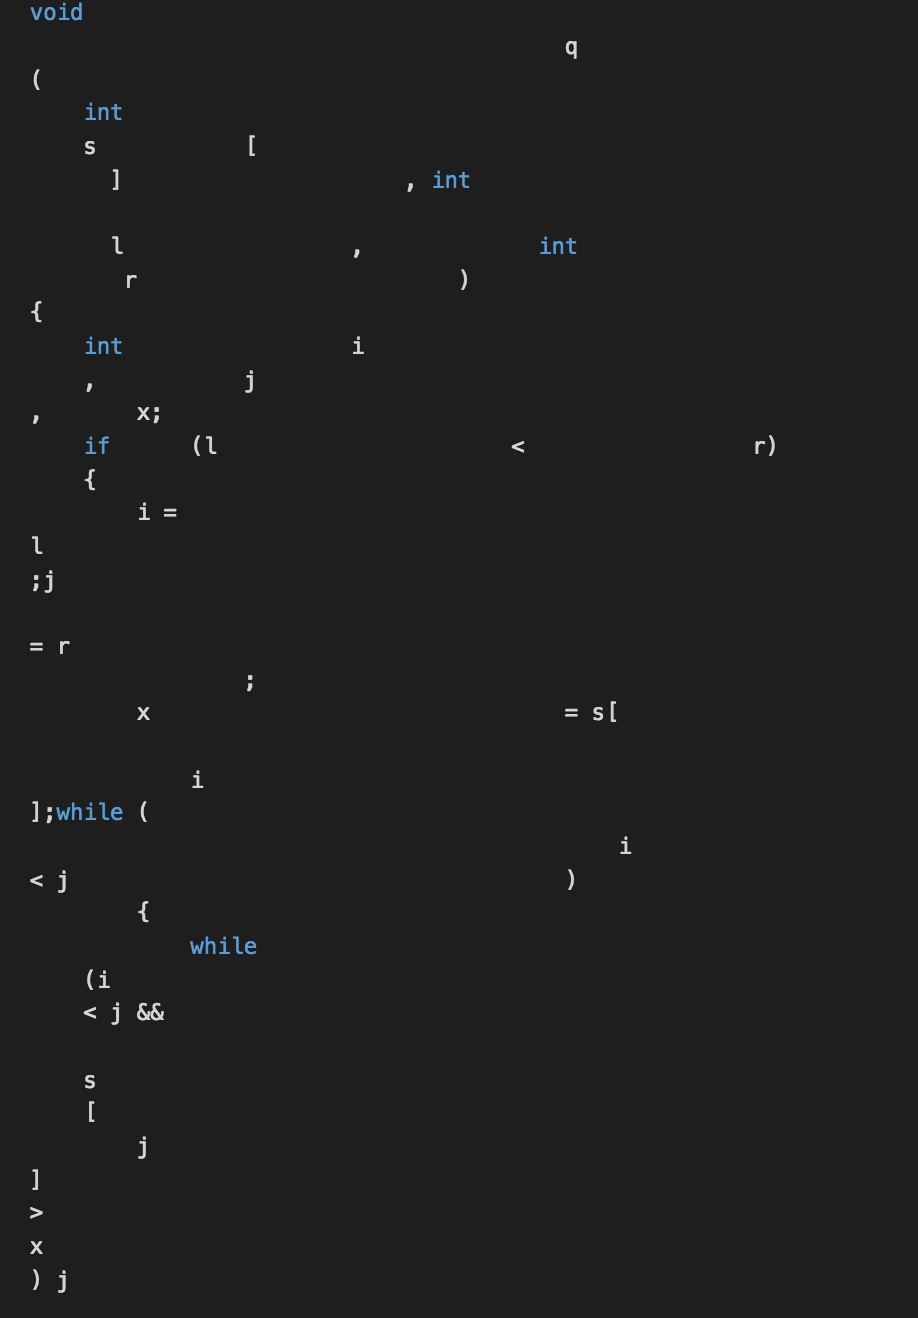 void
q
(
int
s [
] , int
l , int
r )
{
int i
, j
, x;
if (l < r)
{
i =
l
;j
= r
;
x = s[
i
];while (
i
< j )
{
while
(i
< j &&
s
[
j
]
>
x
) j